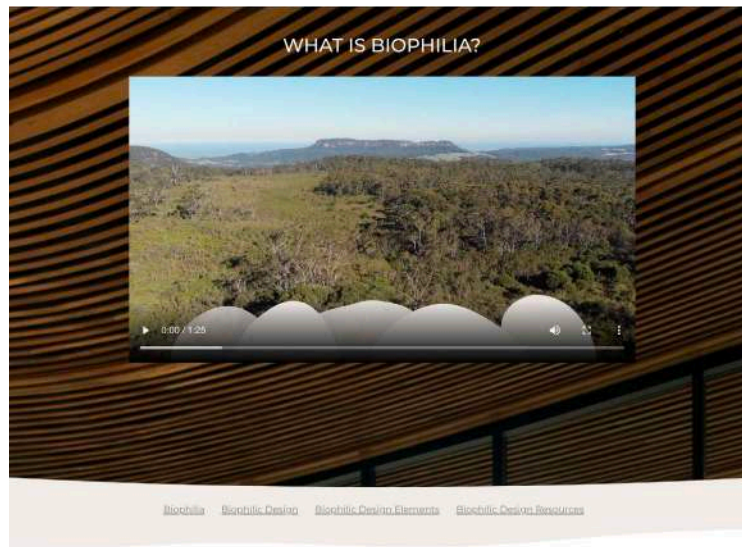 WHAT IS BIOPHILIA?
0:00 / 1:25
Biophilia Biophilic Design Biophilic Design Elements Biophilic Design Resources